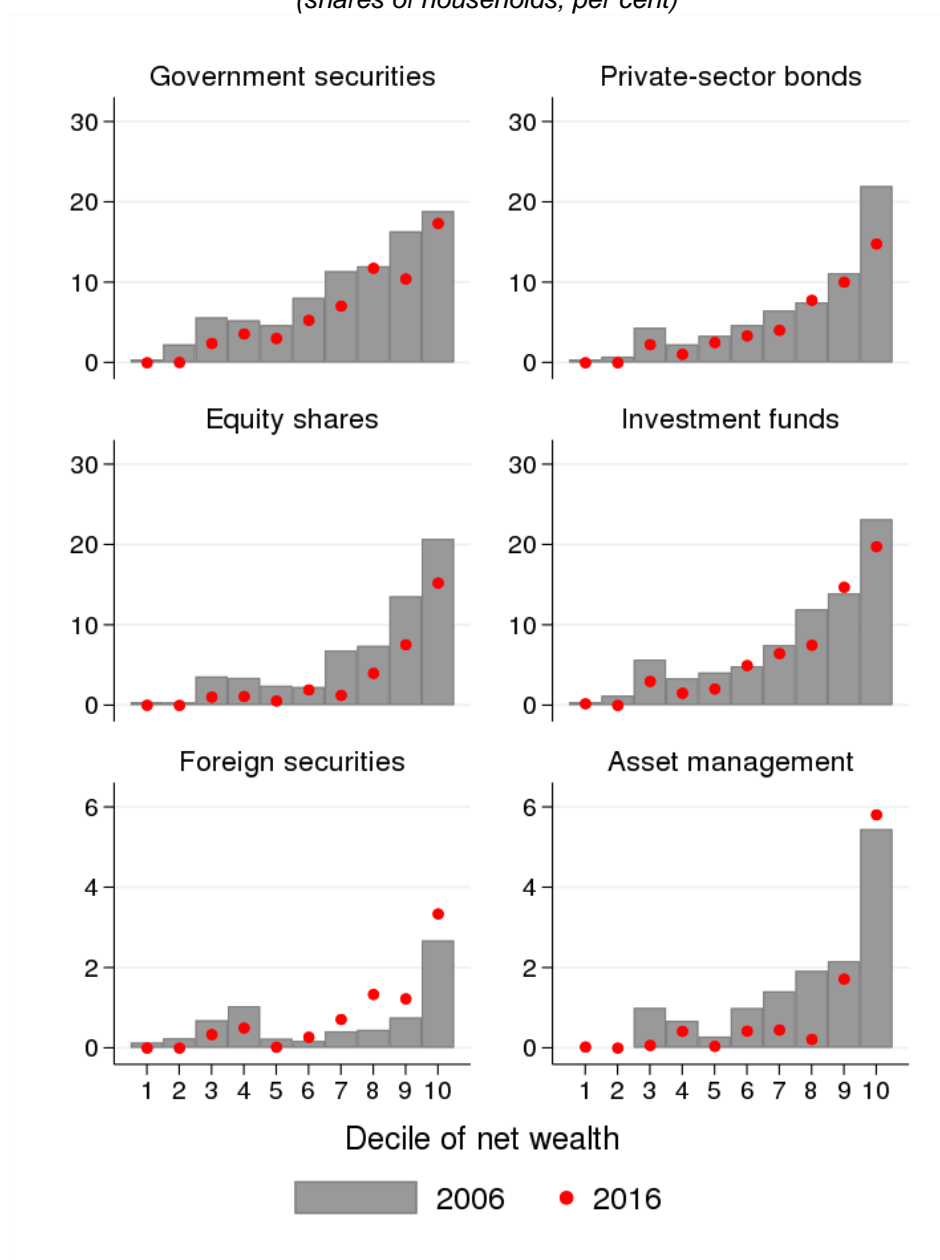 (shares of households, per cent)
Government securities Private-sector bonds
30 30
20 20
10 10
0 0
Equity shares Investment funds
30 30
20 20
10 10
0 0
Foreign securities Asset management
6 6
4 4
2 2
0 0
1 2 3 4 5 6 7 8 9 10 1 2 3 4 5 6 7 8 9 10
Decile of net wealth
2006 2016